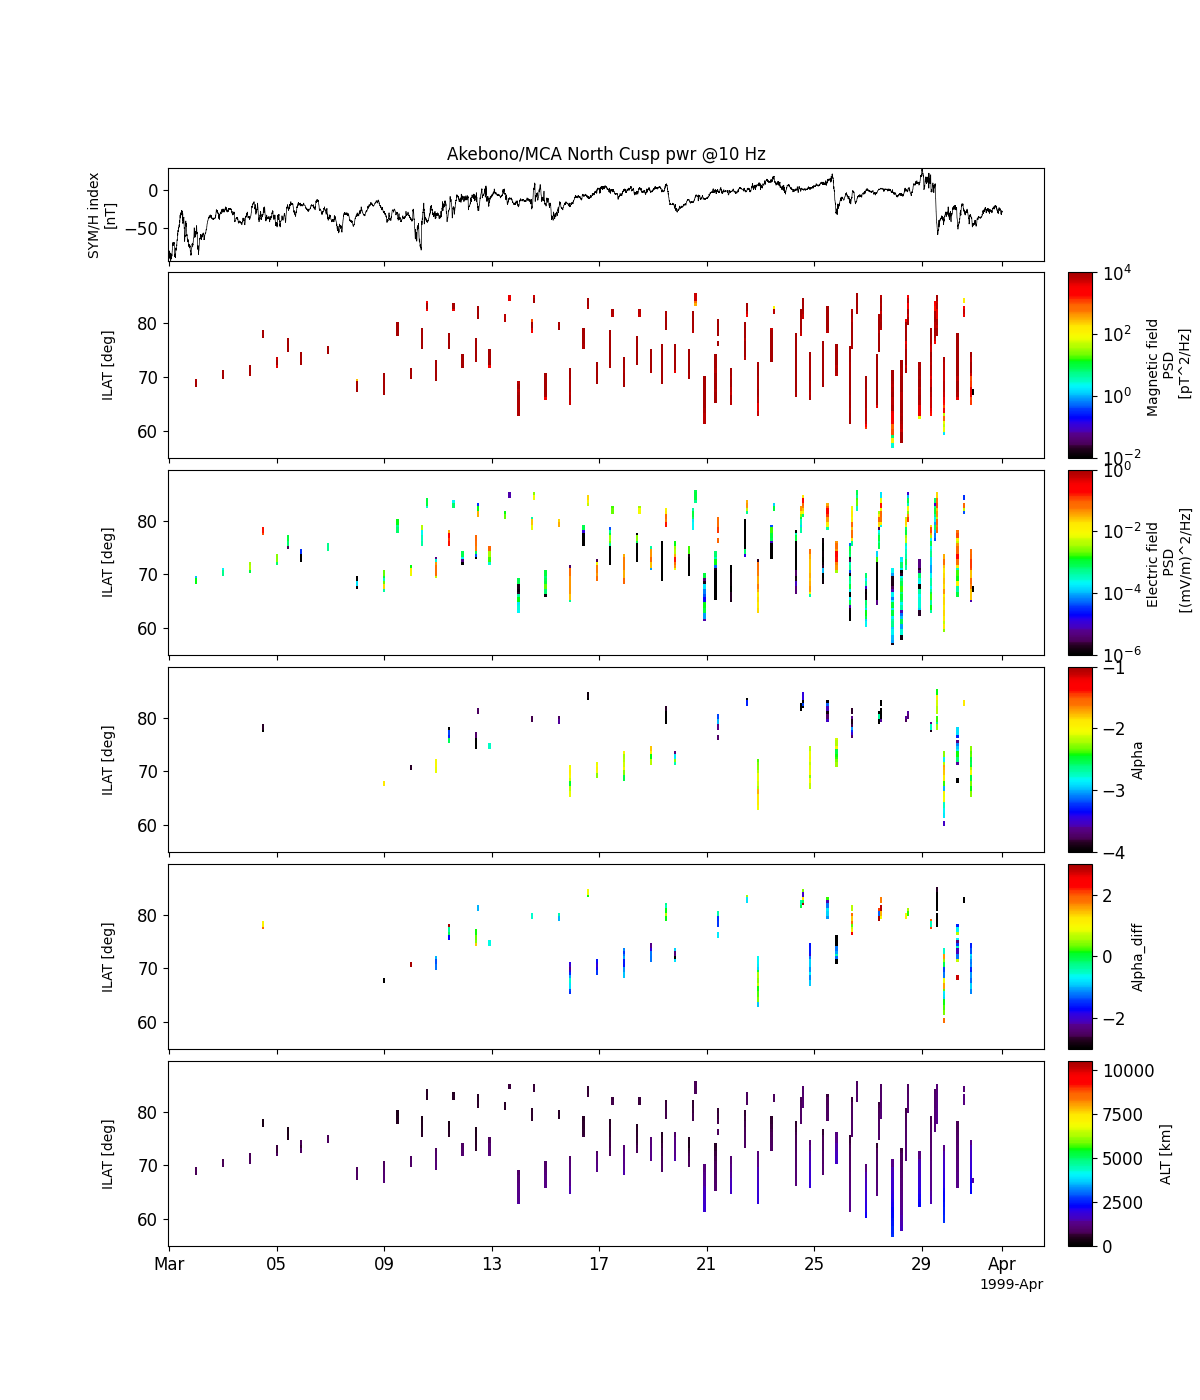 Akebono/MCA North Cusp pwr @10 Hz
SYM/H index
[nT]
0
−50
ILAT [deg]
80
70
60
10^4
10^2
10^0
10^−2
Magnetic field
PSD
[pT^2/Hz]
ILAT [deg]
80
70
60
10^0
10^−2
10^−4
10^−6
Electric field
PSD
[(mV/m)^2/Hz]
ILAT [deg]
80
70
60
−1
−2
−3
−4
Alpha
ILAT [deg]
80
70
60
2
0
−2
Alpha_diff
ILAT [deg]
80
70
60
10000
7500
5000
2500
0
ALT [km]
Mar 05 09 13 17 21 25 29 Apr
1999-Apr